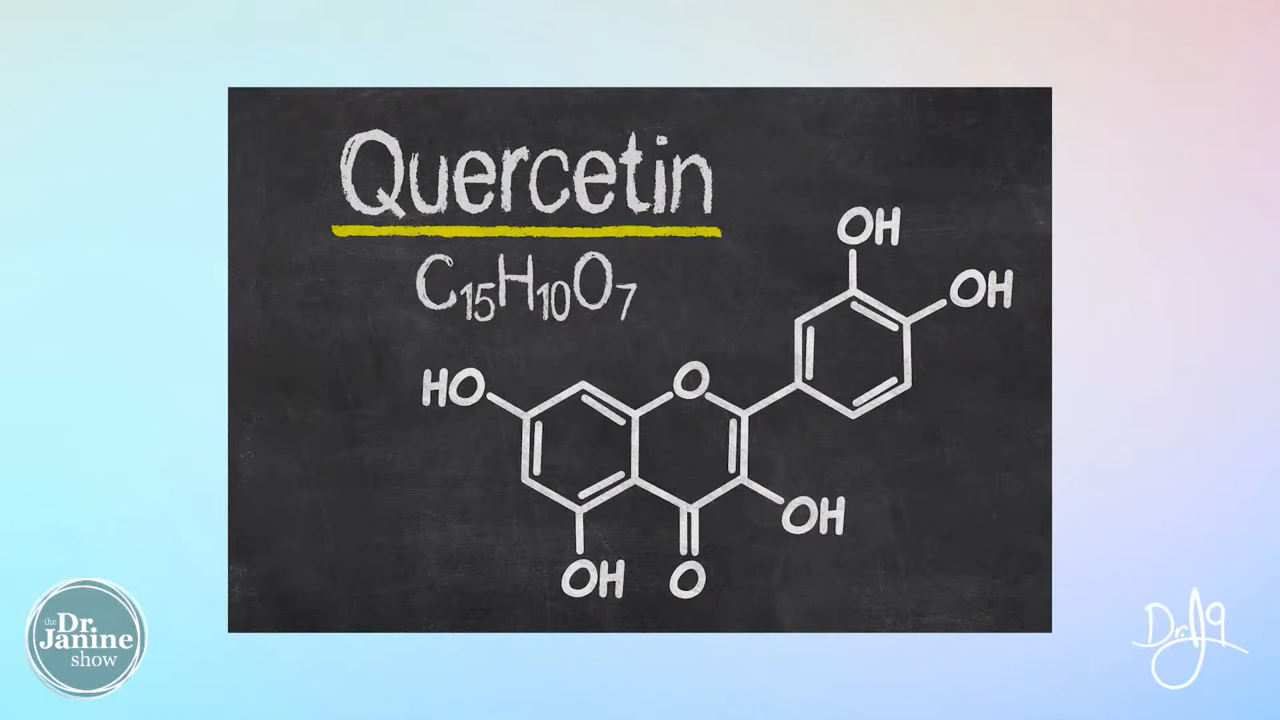 Quercetin
C₁₅H₁₀O₇
OH
OH
HO
O
OH
OH
O
the Dr.
Janine
show
Dr. J9